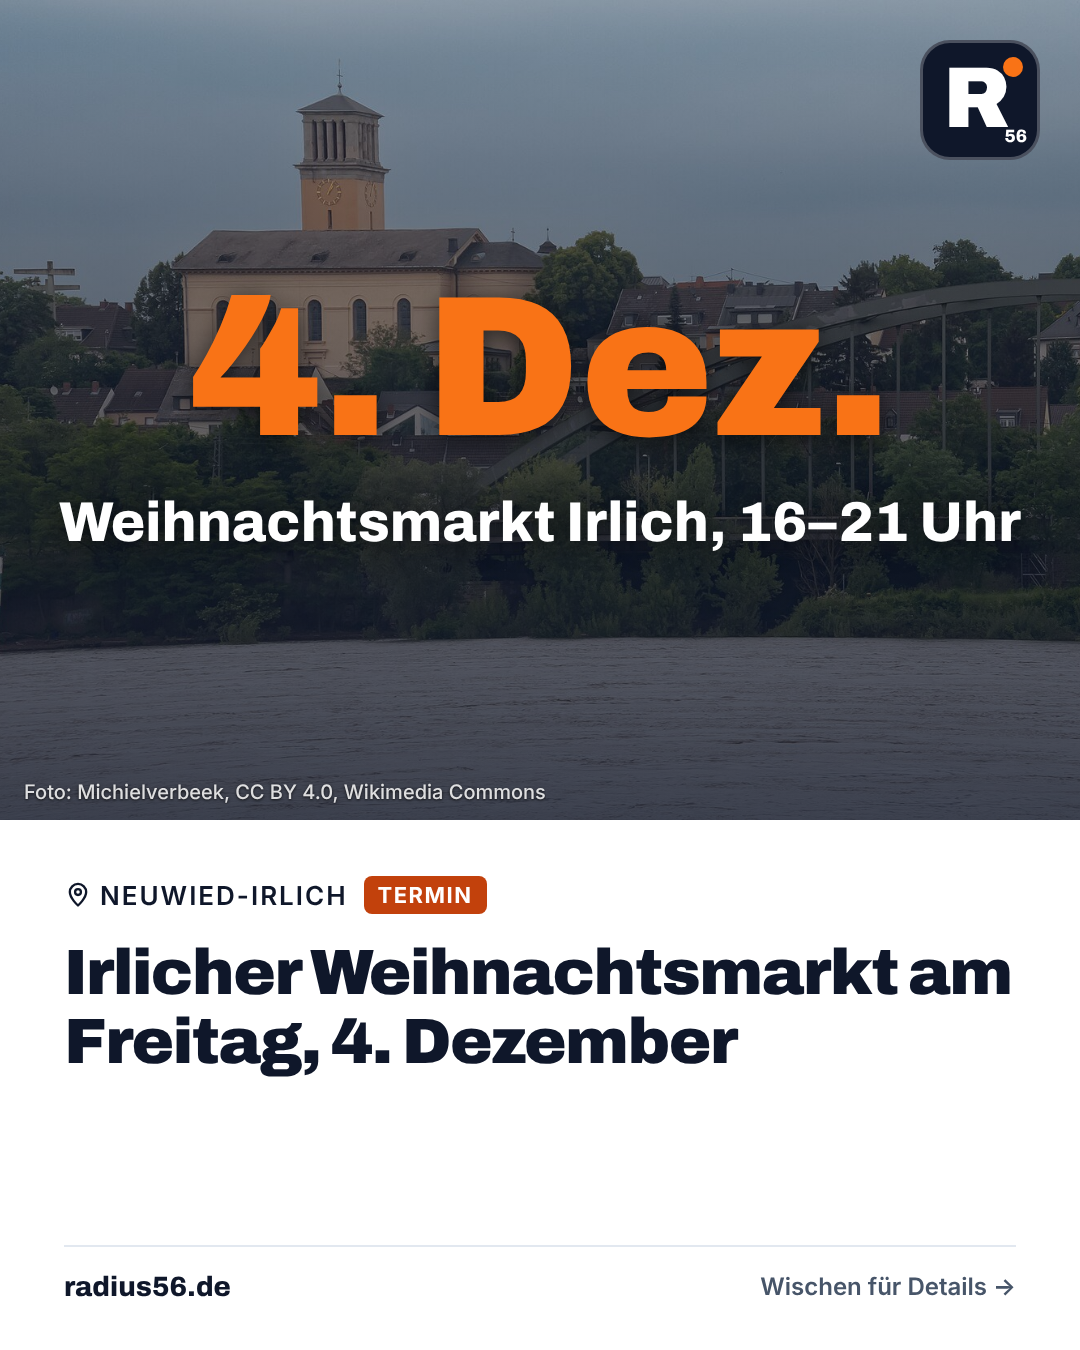 R
56
4. Dez.
Weihnachtsmarkt Irlich, 16–21 Uhr
Foto: Michielverbeek, CC BY 4.0, Wikimedia Commons
NEUWIED-IRLICH TERMIN
Irlicher Weihnachtsmarkt am
Freitag, 4. Dezember
radius56.de Wischen für Details →